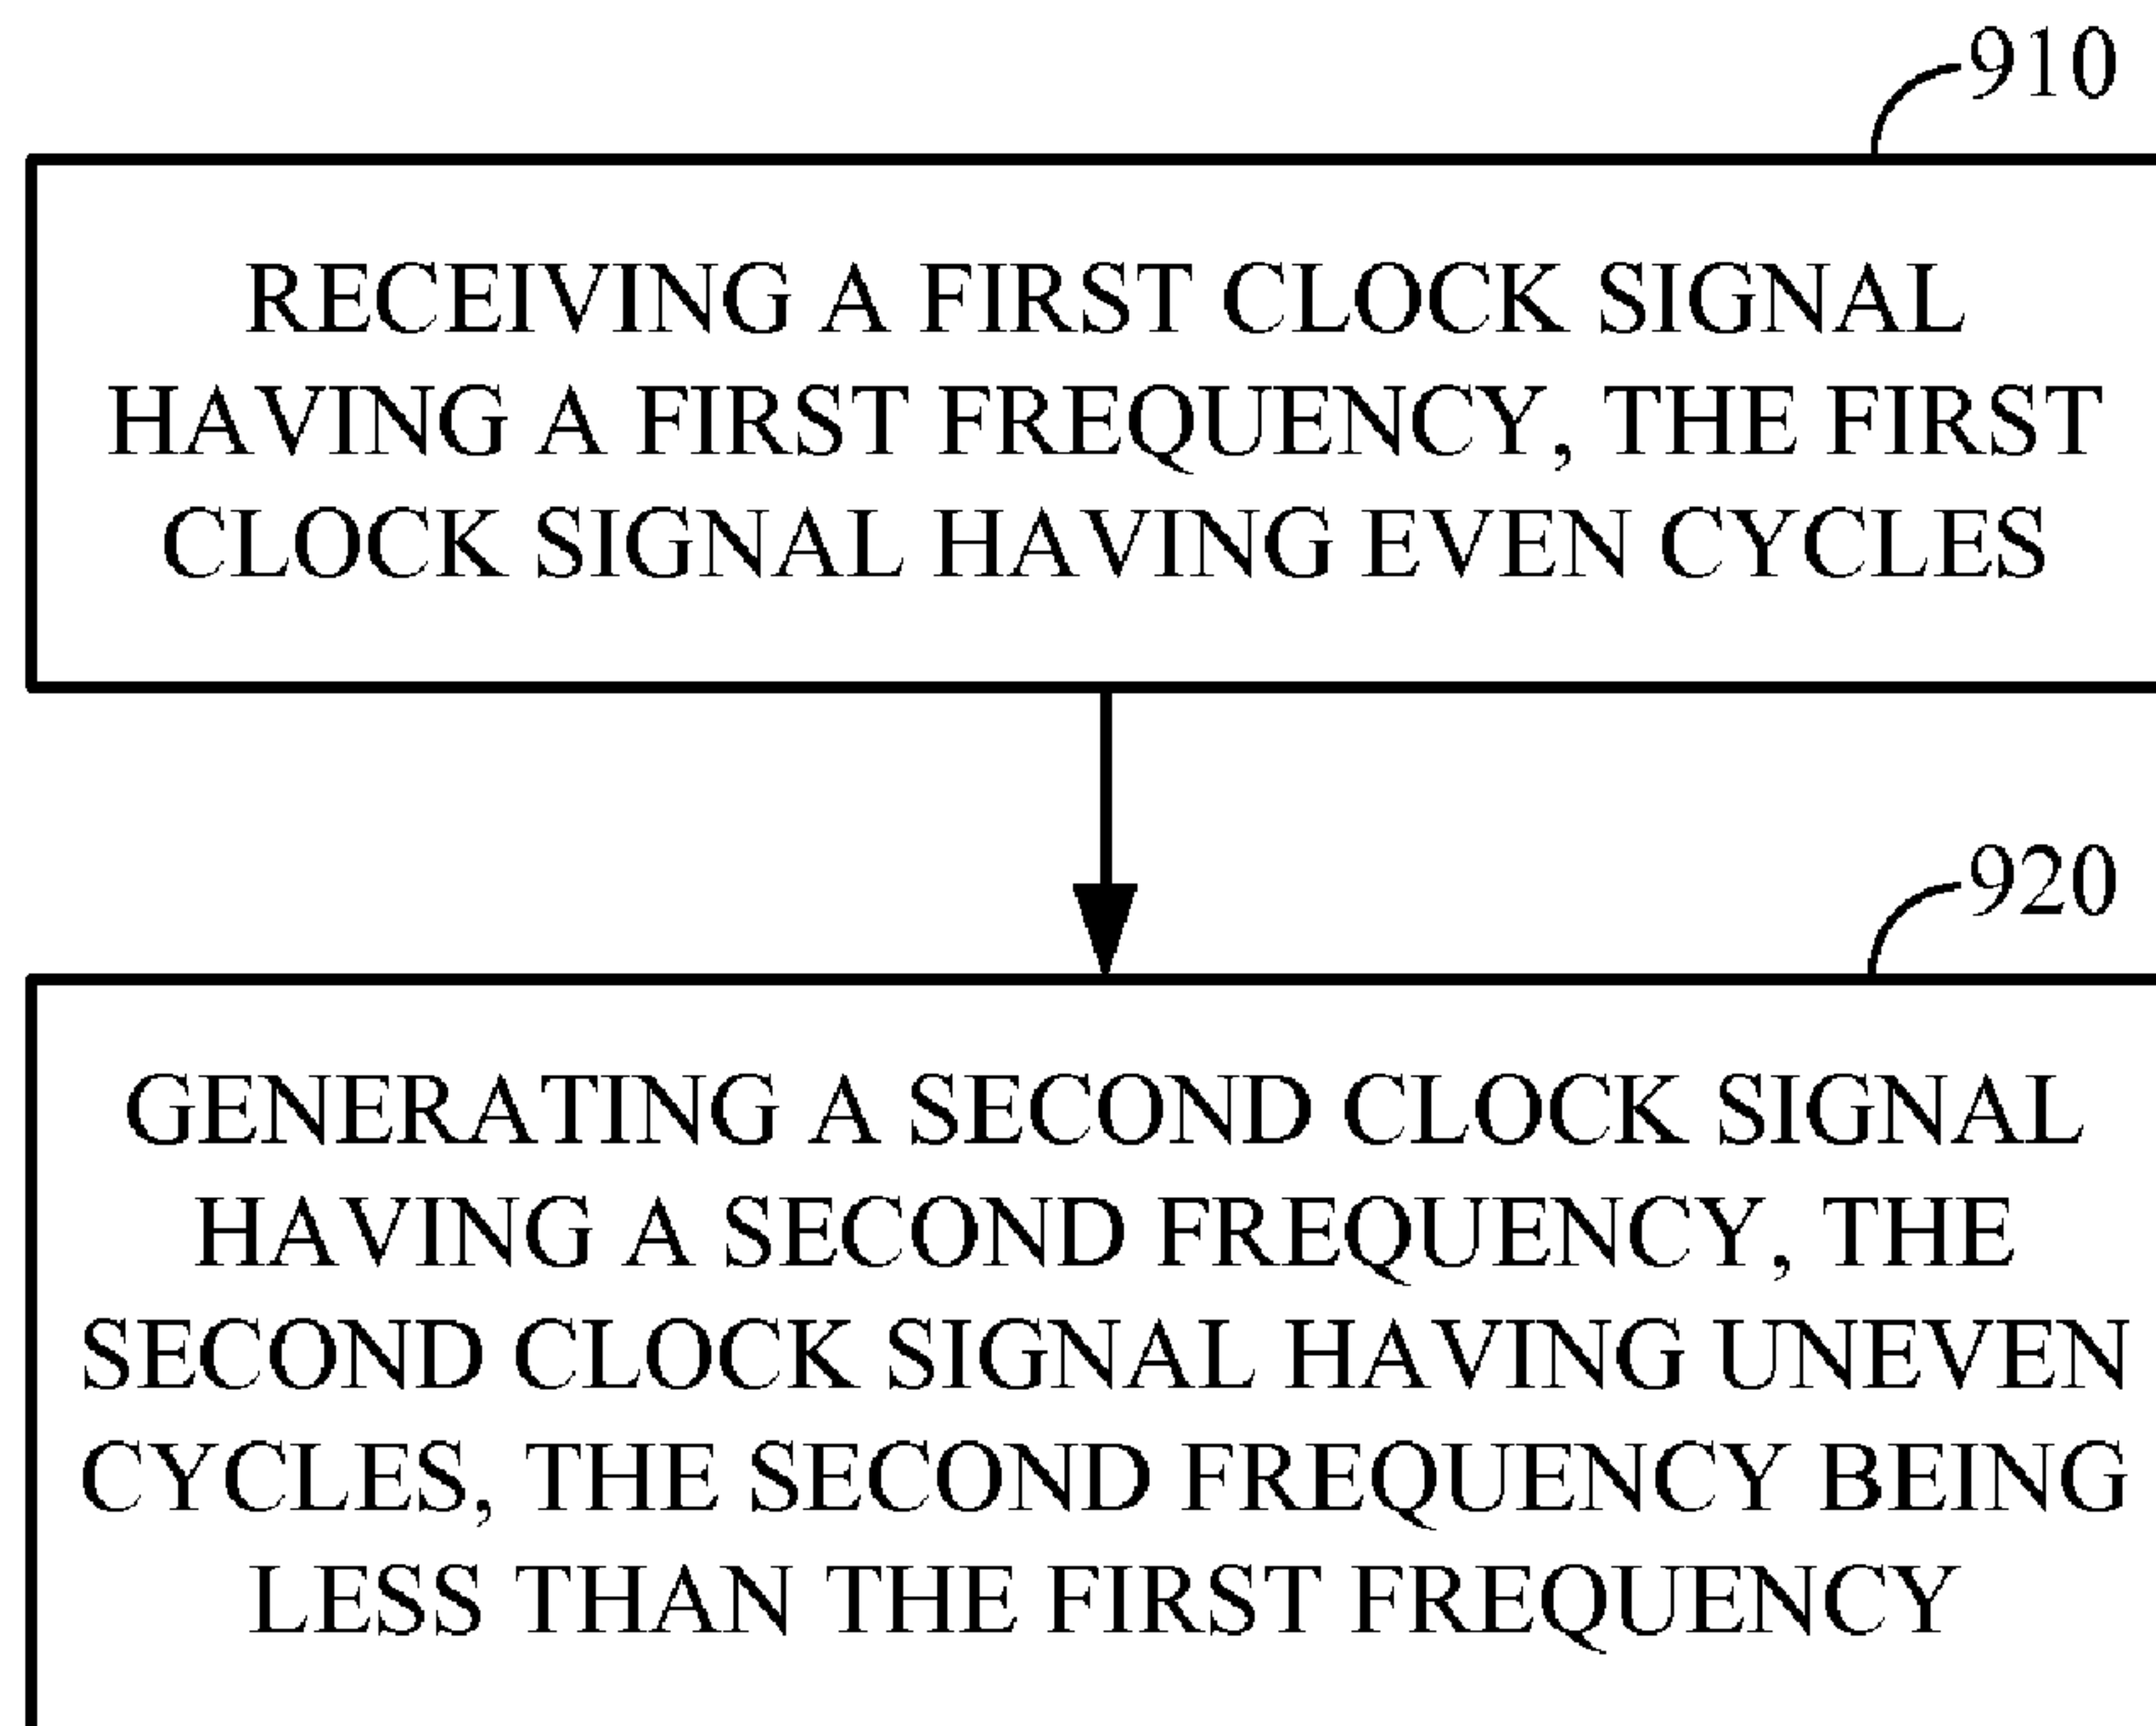 910
RECEIVING A FIRST CLOCK SIGNAL
HAVING A FIRST FREQUENCY, THE FIRST
CLOCK SIGNAL HAVING EVEN CYCLES
920
GENERATING A SECOND CLOCK SIGNAL
HAVING A SECOND FREQUENCY, THE
SECOND CLOCK SIGNAL HAVING UNEVEN
CYCLES, THE SECOND FREQUENCY BEING
LESS THAN THE FIRST FREQUENCY